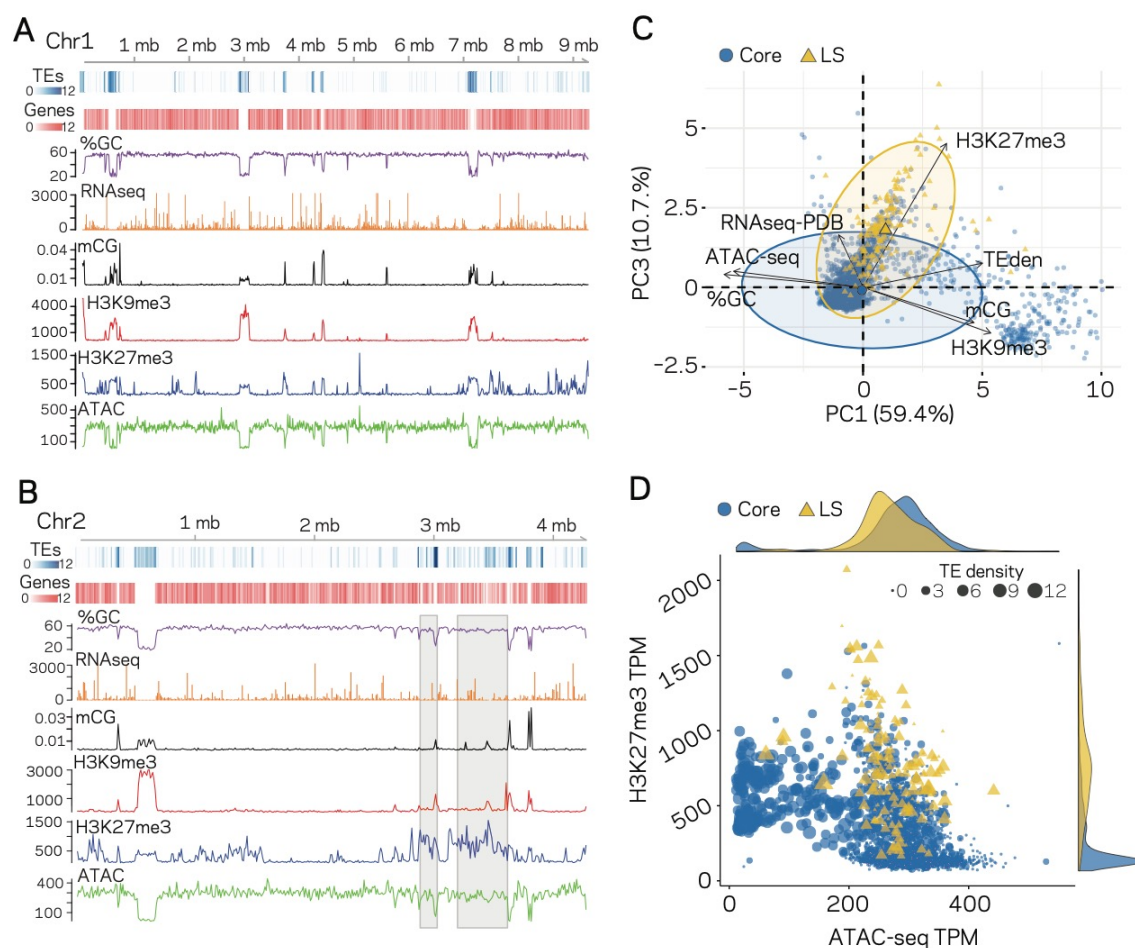 A
Chr1
1 mb 2 mb 3 mb 4 mb 5 mb 6 mb 7 mb 8 mb 9 mb
TEs
0 12
Genes
0 12
%GC
60
20
RNAseq
3000
0
mCG
0.04
0.01
H3K9me3
4000
1000
H3K27me3
1500
500
ATAC
500
100
B
Chr2
1 mb 2 mb 3 mb 4 mb
TEs
0 12
Genes
0 12
%GC
60
20
RNAseq
3000
0
mCG
0.03
0.01
H3K9me3
3000
1000
H3K27me3
1500
500
ATAC
400
100
C
Core LS
PC3 (10.7.%)
5
2.5
0
−2.5
H3K27me3
RNAseq-PDB
ATAC-seq
TEden
%GC
mCG
H3K9me3
−5 0 5 10
PC1 (59.4%)
D
Core LS
TE density
0 3 6 9 12
H3K27me3 TPM
2000
1500
1000
500
0
0 200 400
ATAC-seq TPM